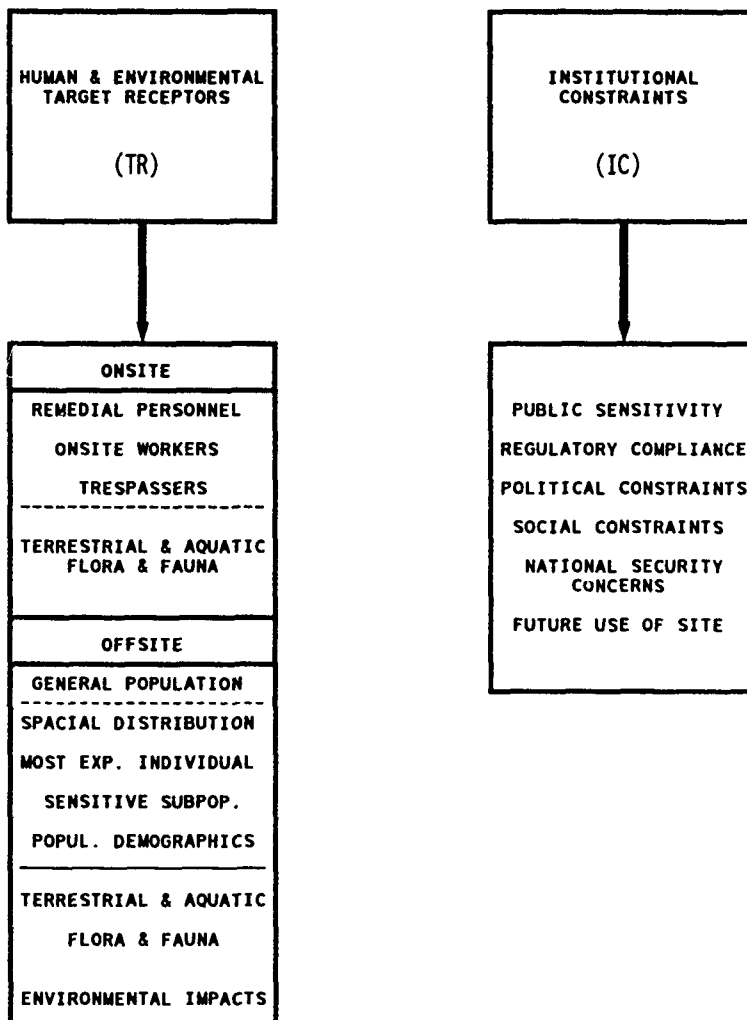 HUMAN & ENVIRONMENTAL
TARGET RECEPTORS
(TR)
ONSITE
REMEDIAL PERSONNEL
ONSITE WORKERS
TRESPASSERS
TERRESTRIAL & AQUATIC
FLORA & FAUNA
OFFSITE
GENERAL POPULATION
SPACIAL DISTRIBUTION
MOST EXP. INDIVIDUAL
SENSITIVE SUBPOP.
POPUL. DEMOGRAPHICS
TERRESTRIAL & AQUATIC
FLORA & FAUNA
ENVIRONMENTAL IMPACTS
INSTITUTIONAL
CONSTRAINTS
(IC)
PUBLIC SENSITIVITY
REGULATORY COMPLIANCE
POLITICAL CONSTRAINTS
SOCIAL CONSTRAINTS
NATIONAL SECURITY
CONCERNS
FUTURE USE OF SITE